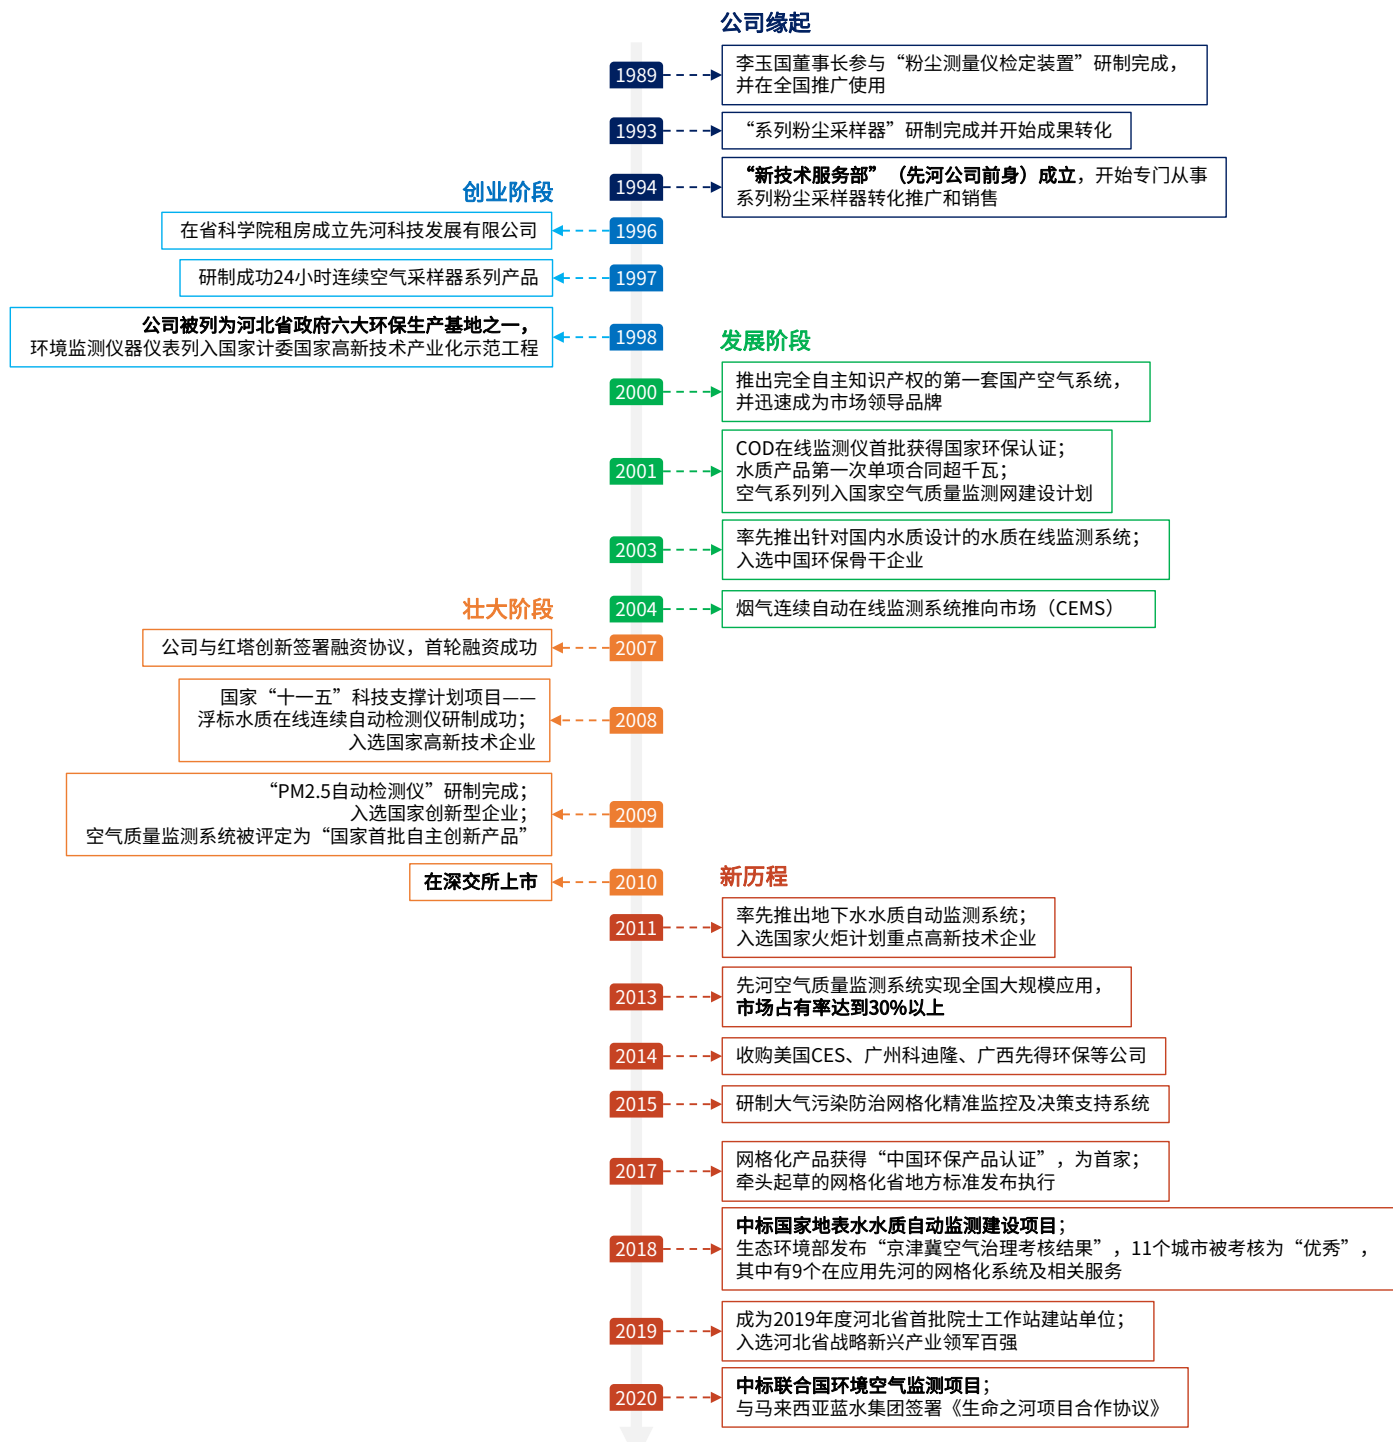 公司缘起
1989
李玉国董事长参与“粉尘测量仪检定装置”研制完成，
并在全国推广使用
1993
“系列粉尘采样器”研制完成并开始成果转化
1994
“新技术服务部”（先河公司前身）成立，开始专门从事
系列粉尘采样器转化推广和销售
创业阶段
1996
在省科学院租房成立先河科技发展有限公司
1997
研制成功24小时连续空气采样器系列产品
1998
公司被列为河北省政府六大环保生产基地之一，
环境监测仪器仪表列入国家计委国家高新技术产业化示范工程
发展阶段
2000
推出完全自主知识产权的第一套国产空气系统，
并迅速成为市场领导品牌
2001
COD在线监测仪首批获得国家环保认证；
水质产品第一次单项合同超千瓦；
空气系列列入国家空气质量监测网建设计划
2003
率先推出针对国内水质设计的水质在线监测系统；
入选中国环保骨干企业
2004
烟气连续自动在线监测系统推向市场（CEMS）
壮大阶段
2007
公司与红塔创新签署融资协议，首轮融资成功
2008
国家“十一五”科技支撑计划项目——
浮标水质在线连续自动检测仪研制成功；
入选国家高新技术企业
2009
“PM2.5自动检测仪”研制完成；
入选国家创新型企业；
空气质量监测系统被评定为“国家首批自主创新产品”
2010
在深交所上市
新历程
2011
率先推出地下水水质自动监测系统；
入选国家火炬计划重点高新技术企业
2013
先河空气质量监测系统实现全国大规模应用，
市场占有率达到30%以上
2014
收购美国CES、广州科迪隆、广西先得环保等公司
2015
研制大气污染防治网格化精准监控及决策支持系统
2017
网格化产品获得“中国环保产品认证”，为首家；
牵头起草的网格化省地方标准发布执行
2018
中标国家地表水水质自动监测建设项目；
生态环境部发布“京津冀空气治理考核结果”，11个城市被考核为“优秀”，
其中有9个在应用先河的网格化系统及相关服务
2019
成为2019年度河北省首批院士工作站建站单位；
入选河北省战略新兴产业领军百强
2020
中标联合国环境空气监测项目；
与马来西亚蓝水集团签署《生命之河项目合作协议》